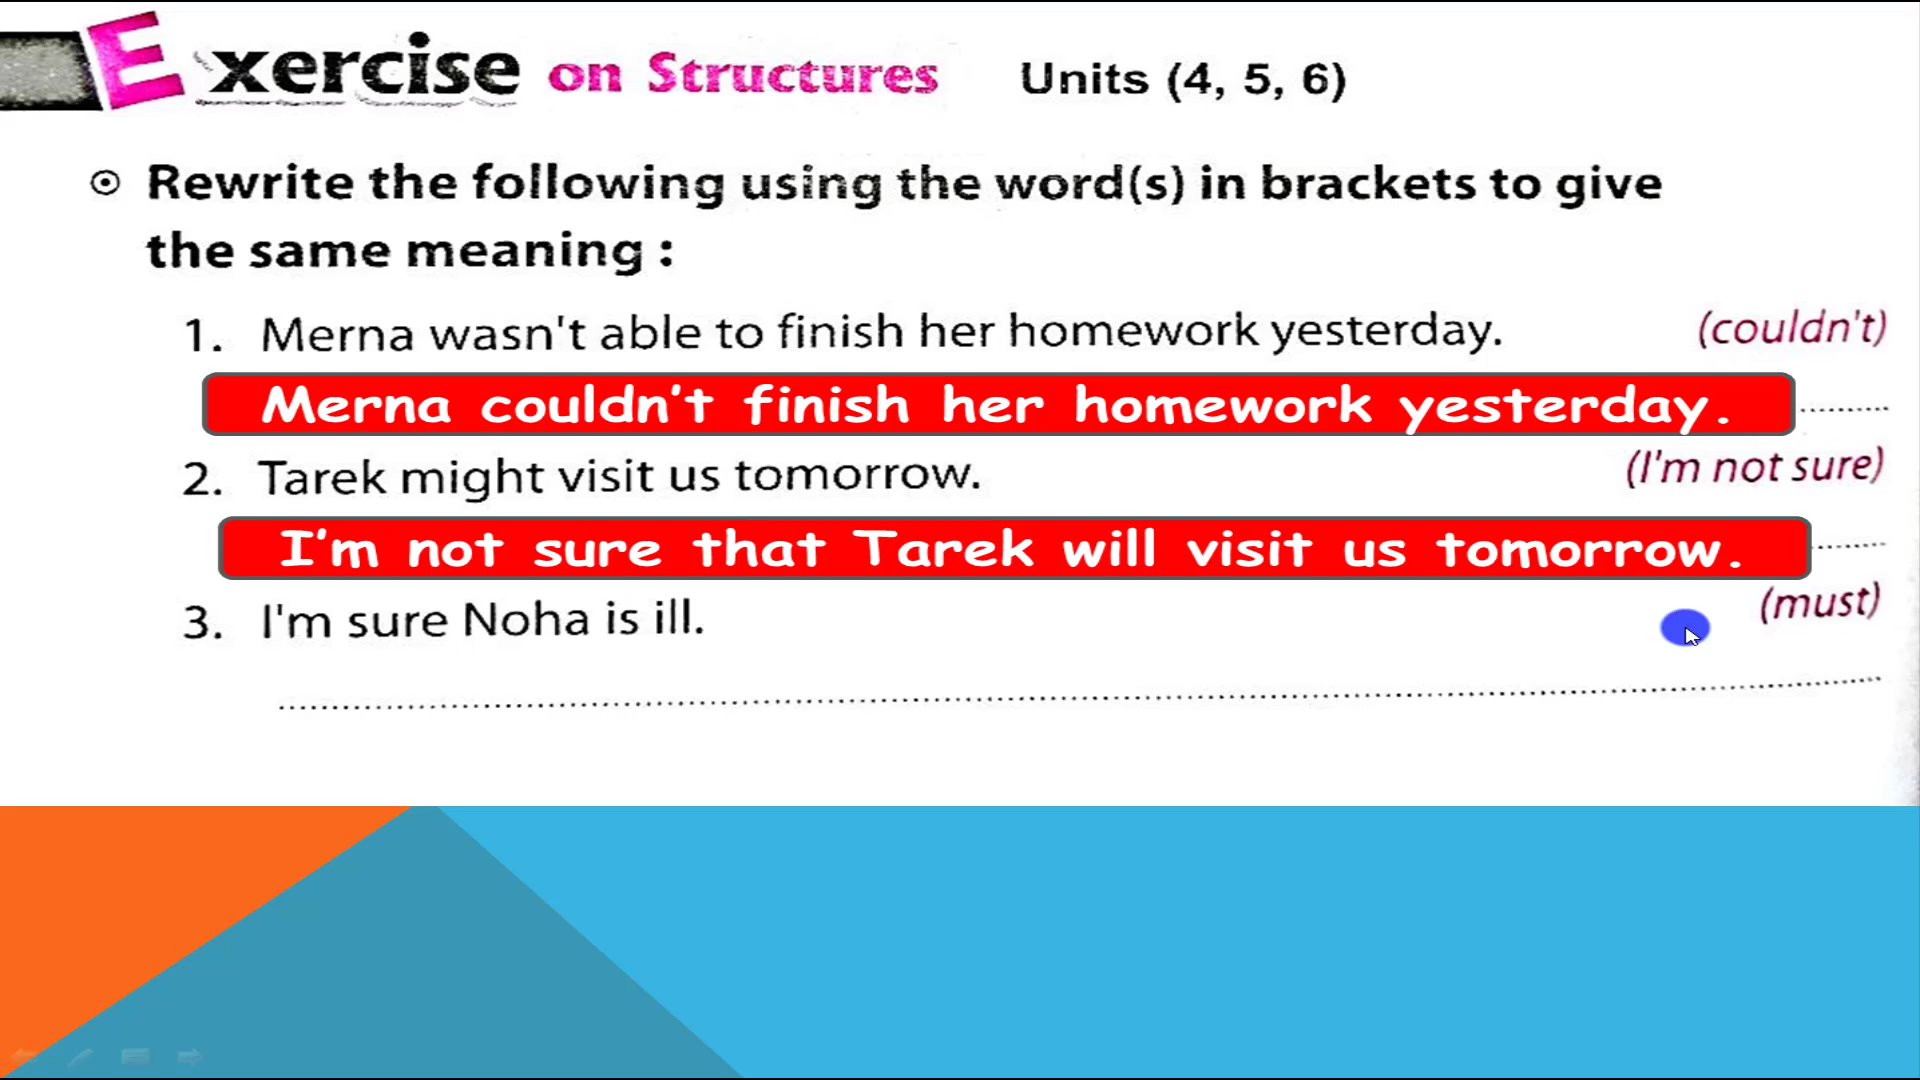 Exercise on Structures Units (4, 5, 6)
Rewrite the following using the word(s) in brackets to give
the same meaning :
1. Merna wasn't able to finish her homework yesterday. (couldn't)
Merna couldn't finish her homework yesterday.
2. Tarek might visit us tomorrow. (I'm not sure)
I'm not sure that Tarek will visit us tomorrow.
3. I'm sure Noha is ill. (must)